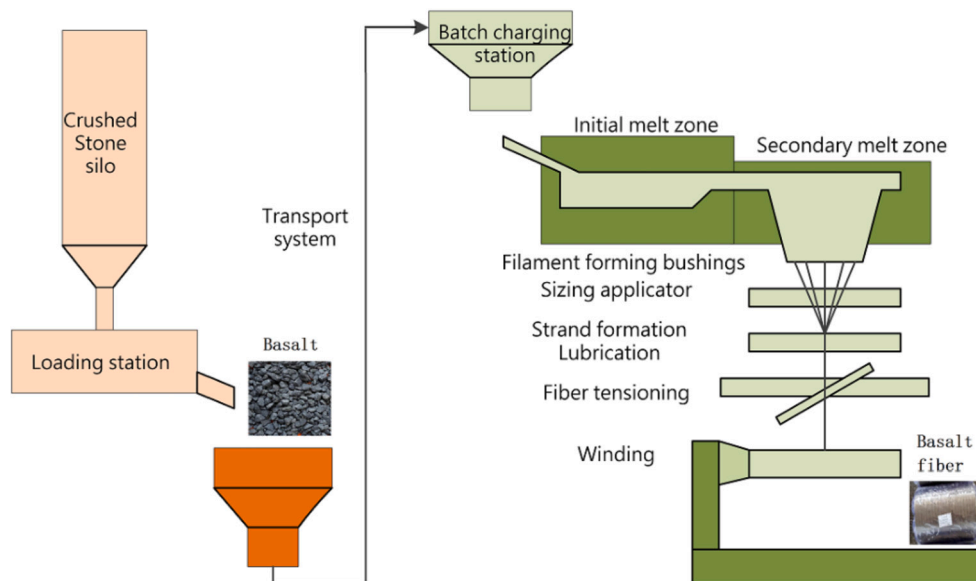 Crushed
Stone
silo
Loading station
Basalt
Transport
system
Batch charging
station
Initial melt zone
Secondary melt zone
Filament forming bushings
Sizing applicator
Strand formation
Lubrication
Fiber tensioning
Winding
Basalt
fiber